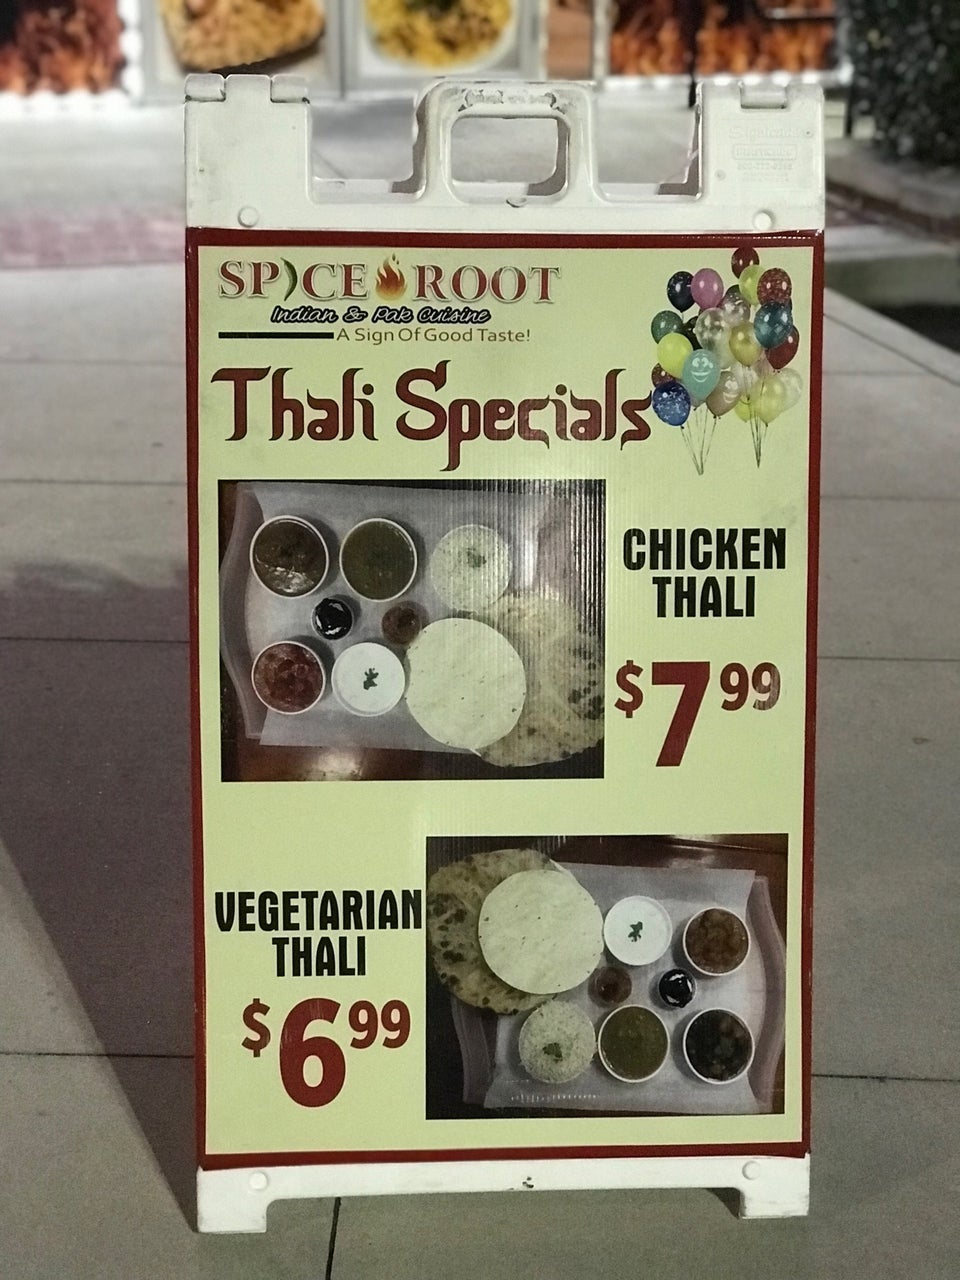 SPICE ROOT
Indian & Pak Cuisine
A Sign Of Good Taste!
Thali Specials
CHICKEN
THALI
$7 99
VEGETARIAN
THALI
$6 99